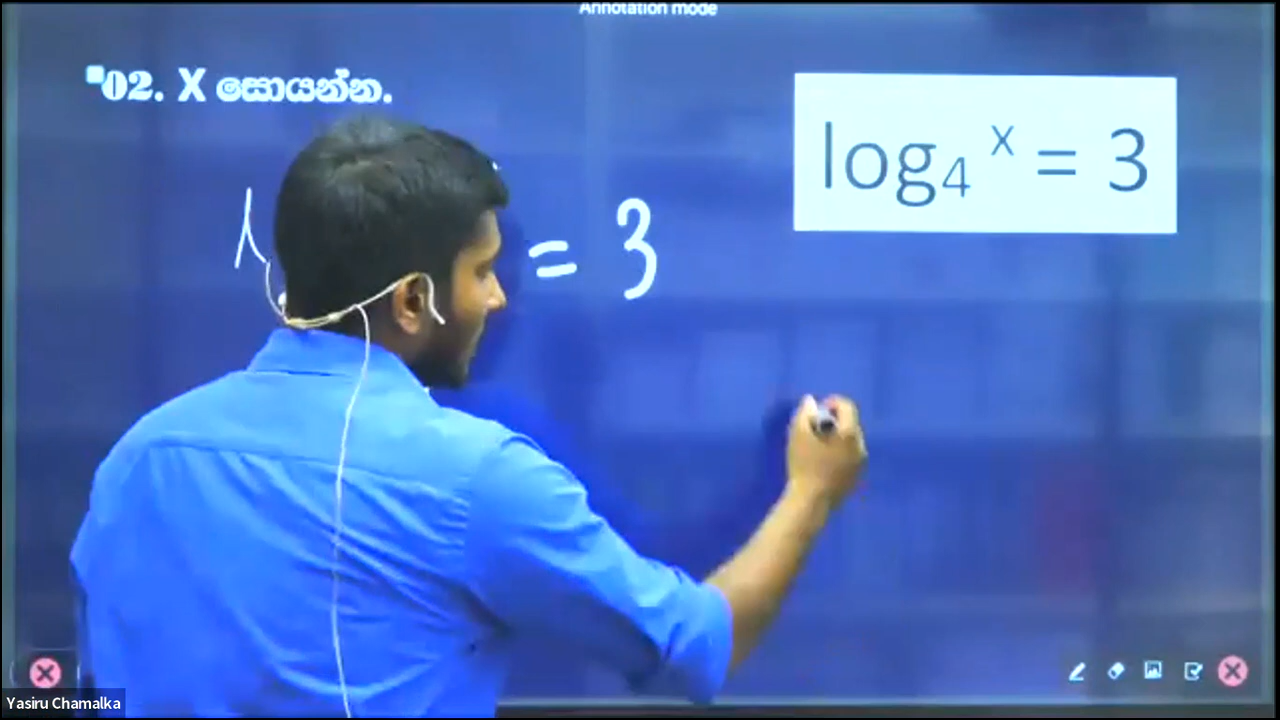 Annotation mode
02. X සොයන්න.
log₄ ˣ = 3
= 3
Yasiru Chamalka